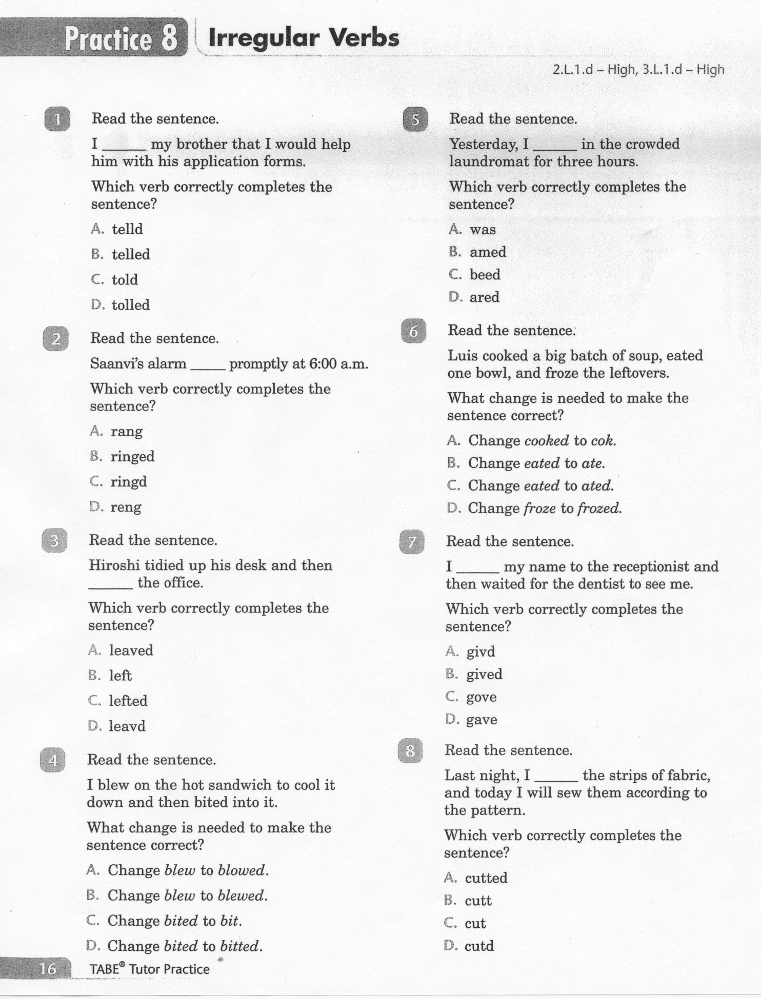 Practice 8 Irregular Verbs
2.L.1.d – High, 3.L.1.d – High
1 Read the sentence.
I ______ my brother that I would help
him with his application forms.
Which verb correctly completes the
sentence?
A. telld
B. telled
C. told
D. tolled
2 Read the sentence.
Saanvi's alarm _____ promptly at 6:00 a.m.
Which verb correctly completes the
sentence?
A. rang
B. ringed
C. ringd
D. reng
3 Read the sentence.
Hiroshi tidied up his desk and then
______ the office.
Which verb correctly completes the
sentence?
A. leaved
B. left
C. lefted
D. leavd
4 Read the sentence.
I blew on the hot sandwich to cool it
down and then bited into it.
What change is needed to make the
sentence correct?
A. Change blew to blowed.
B. Change blew to blewed.
C. Change bited to bit.
D. Change bited to bitted.
5 Read the sentence.
Yesterday, I ______ in the crowded
laundromat for three hours.
Which verb correctly completes the
sentence?
A. was
B. amed
C. beed
D. ared
6 Read the sentence.
Luis cooked a big batch of soup, eated
one bowl, and froze the leftovers.
What change is needed to make the
sentence correct?
A. Change cooked to cok.
B. Change eated to ate.
C. Change eated to ated.
D. Change froze to frozed.
7 Read the sentence.
I ______ my name to the receptionist and
then waited for the dentist to see me.
Which verb correctly completes the
sentence?
A. givd
B. gived
C. gove
D. gave
8 Read the sentence.
Last night, I ______ the strips of fabric,
and today I will sew them according to
the pattern.
Which verb correctly completes the
sentence?
A. cutted
B. cutt
C. cut
D. cutd
16 TABE® Tutor Practice